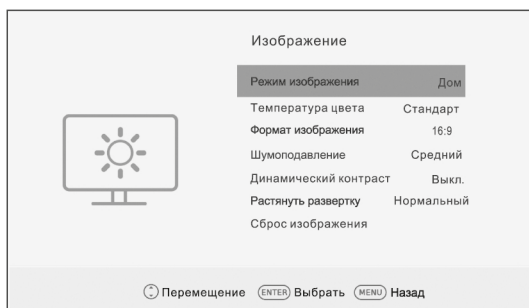 Изображение
Режим изображения Дом
Температура цвета Стандарт
Формат изображения 16:9
Шумоподавление Средний
Динамический контраст Выкл.
Растянуть развертку Нормальный
Сброс изображения
Перемещение ENTER Выбрать MENU Назад